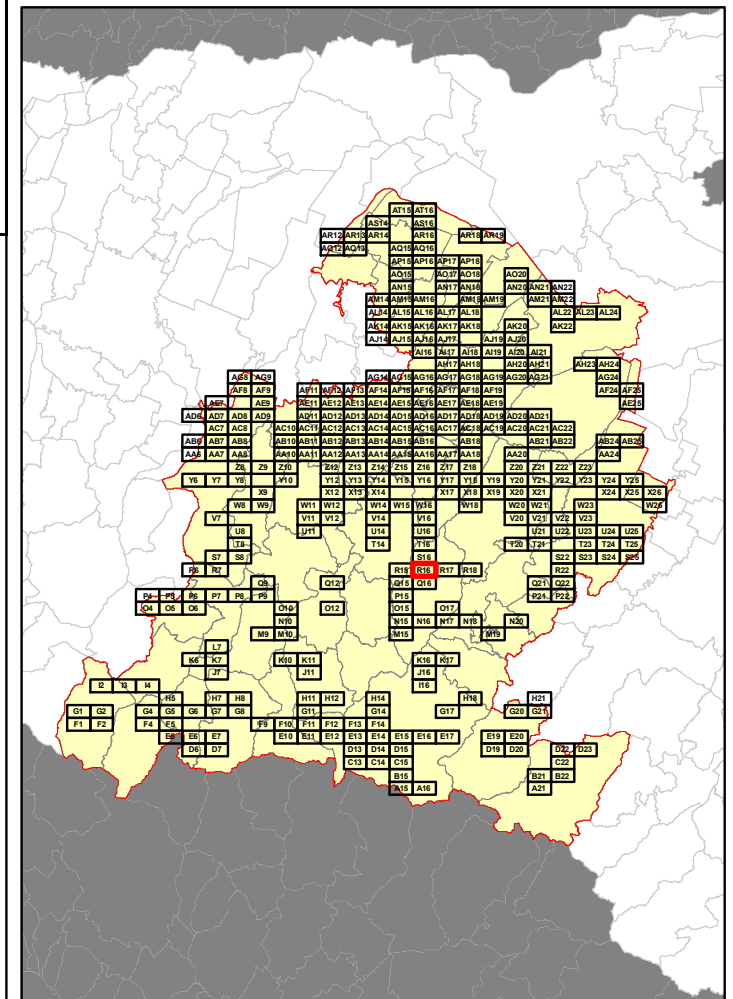 AT15 AT16
AS14 AS16
AR12 AR13 AR14 AR16 AR18 AR19
AQ12 AQ13 AQ15 AQ16
AP15 AP16 AP17 AP18
AO15 AO17 AO18 AO20
AN15 AN17 AN18 AN20 AN21 AN22
AM14 AM15 AM16 AM18 AM19 AM21 AM22
AL14 AL15 AL16 AL17 AL18 AL22 AL23 AL24
AK14 AK15 AK16 AK17 AK18 AK20 AK22
AJ14 AJ15 AJ16 AJ17 AJ19 AJ20
AI16 AI17 AI18 AI19 AI20 AI21
AH17 AH18 AH20 AH21 AH23 AH24
AG8 AG9 AG14 AG15 AG16 AG17 AG18 AG19 AG20 AG21 AG24
AF8 AF9 AF11 AF12 AF13 AF14 AF15 AF16 AF17 AF18 AF19 AF24 AF25
AE7 AE9 AE11 AE12 AE13 AE14 AE15 AE16 AE17 AE18 AE19 AE25
AD6 AD7 AD8 AD9 AD11 AD12 AD13 AD14 AD15 AD16 AD17 AD18 AD19 AD20 AD21
AC7 AC8 AC10 AC11 AC12 AC13 AC14 AC15 AC16 AC17 AC18 AC19 AC20 AC21 AC22
AB6 AB7 AB8 AB10 AB11 AB12 AB13 AB14 AB15 AB16 AB18 AB21 AB22 AB24 AB25
AA6 AA7 AA8 AA10 AA11 AA12 AA13 AA14 AA15 AA16 AA17 AA18 AA20 AA24
Z8 Z9 Z10 Z12 Z13 Z14 Z15 Z16 Z17 Z18 Z20 Z21 Z22 Z23
Y6 Y7 Y8 Y10 Y12 Y13 Y14 Y15 Y16 Y17 Y18 Y19 Y20 Y21 Y22 Y23 Y24 Y25
X9 X12 X13 X14 X17 X18 X19 X20 X21 X24 X25 X26
W8 W9 W11 W12 W14 W15 W16 W18 W20 W21 W23 W26
V7 V11 V12 V14 V16 V20 V21 V22 V23
U8 U11 U14 U16 U21 U22 U24 U25
T8 T14 T16 T20 T21 T23 T24 T25
S7 S8 S16 S22 S23 S24 S25
R6 R7 R15 R16 R17 R18 R22
Q9 Q12 Q15 Q16 Q21 Q22
P4 P5 P6 P7 P8 P9 P15 P21 P22
O4 O5 O6 O10 O12 O15 O17
N10 N15 N16 N17 N18 N20
M9 M10 M15 M19
L7
K6 K7 K10 K11 K16 K17
J7 J11 J16
I2 I3 I4 I16
H5 H7 H8 H11 H12 H14 H18 H21
G1 G2 G4 G5 G6 G7 G8 G11 G17 G20 G21
F1 F2 F4 F5 F9 F10 F11 F12 F13 F14
E5 E6 E7 E10 E11 E12 E13 E14 E15 E16 E17 E19 E20
D6 D7 D13 D14 D15 D19 D20 D22 D23
C13 C14 C15 C22
B15 B21 B22
A15 A16 A21